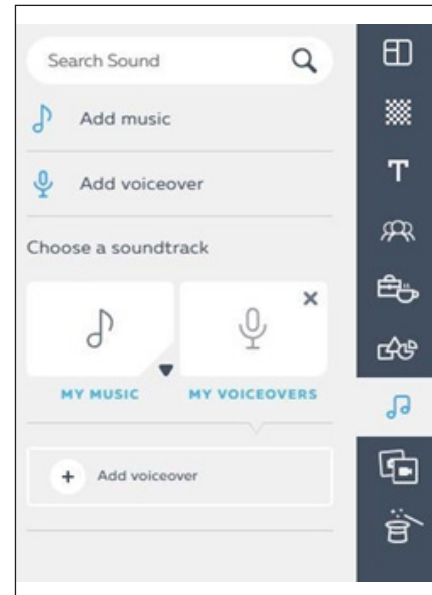 Search Sound
Add music
Add voiceover
Choose a soundtrack
MY MUSIC MY VOICEOVERS
+ Add voiceover
T